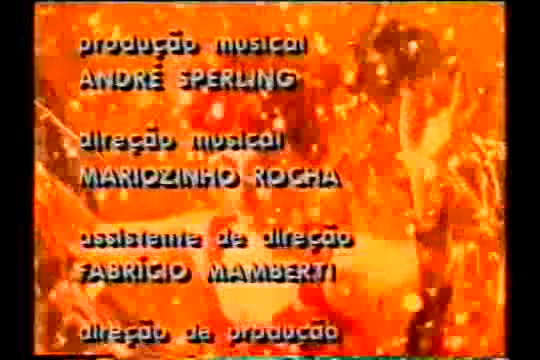 produção musical
ANDRÉ SPERLING
direção musical
MARIOZINHO ROCHA
assistente de direção
FABRÍCIO MAMBERTI
direção de produção